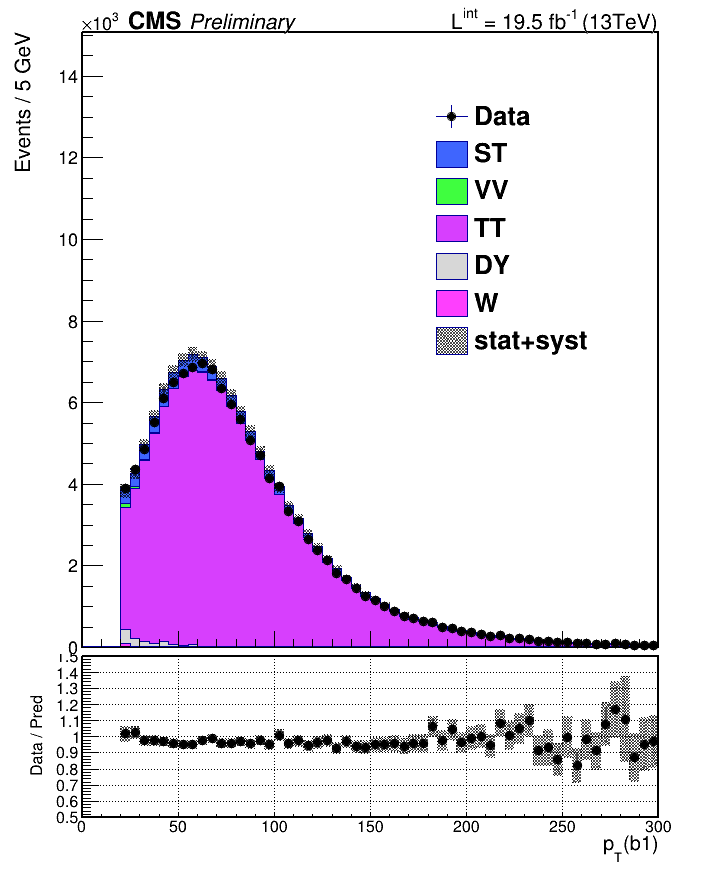 ×10³ CMS Preliminary L^int = 19.5 fb⁻¹ (13TeV)
Events / 5 GeV
14
12
10
8
6
4
2
0
Data
ST
VV
TT
DY
W
stat+syst
Data / Pred
1.5
1.4
1.3
1.2
1.1
1
0.9
0.8
0.7
0.6
0.5
0 50 100 150 200 250 300
p_T(b1)